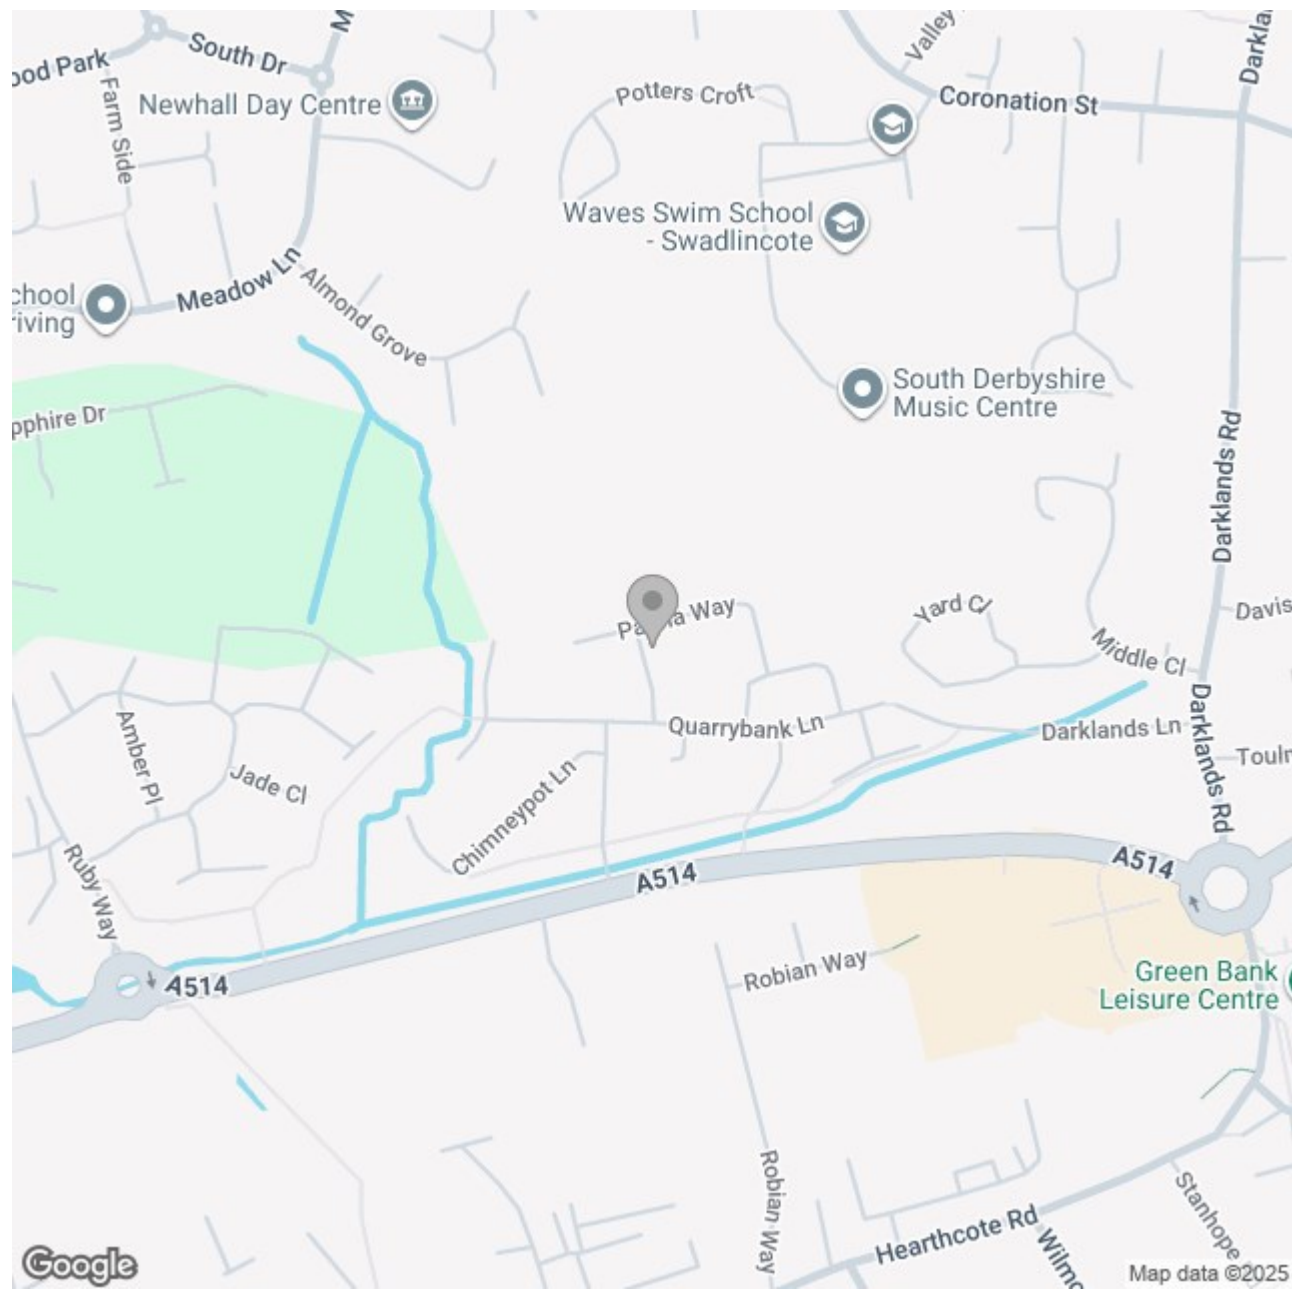 ood Park
South Dr
M
Valley
Darkla
Newhall Day Centre
Farm Side
Potters Croft
Coronation St
Waves Swim School
- Swadlincote
chool
riving
Meadow Ln
Almond Grove
South Derbyshire
Music Centre
pphire Dr
Darklands Rd
Way
Yard Cl
Davis
Middle Cl
Amber Pl
Jade Cl
Quarrybank Ln
Darklands Ln
Toulm
Chimneypot Ln
Darklands Rd
Ruby Way
A514
A514
A514
Robian Way
Green Bank
Leisure Centre
Robian Way
Hearthcote Rd
Wilmo
Stanhope
Google
Map data ©2025